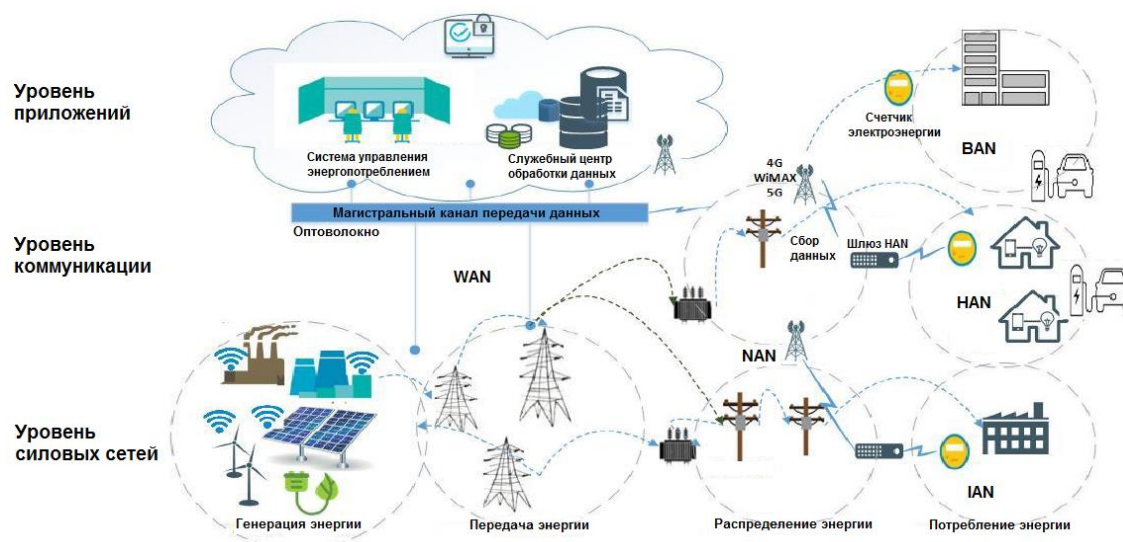 Уровень
приложений
Система управления
энергопотреблением
Служебный центр
обработки данных
Счетчик
электроэнергии
BAN
4G
WiMAX
5G
Магистральный канал передачи данных
Оптоволокно
Уровень
коммуникации
WAN
Сбор
данных
Шлюз HAN
HAN
NAN
Уровень
силовых сетей
IAN
Генерация энергии
Передача энергии
Распределение энергии
Потребление энергии